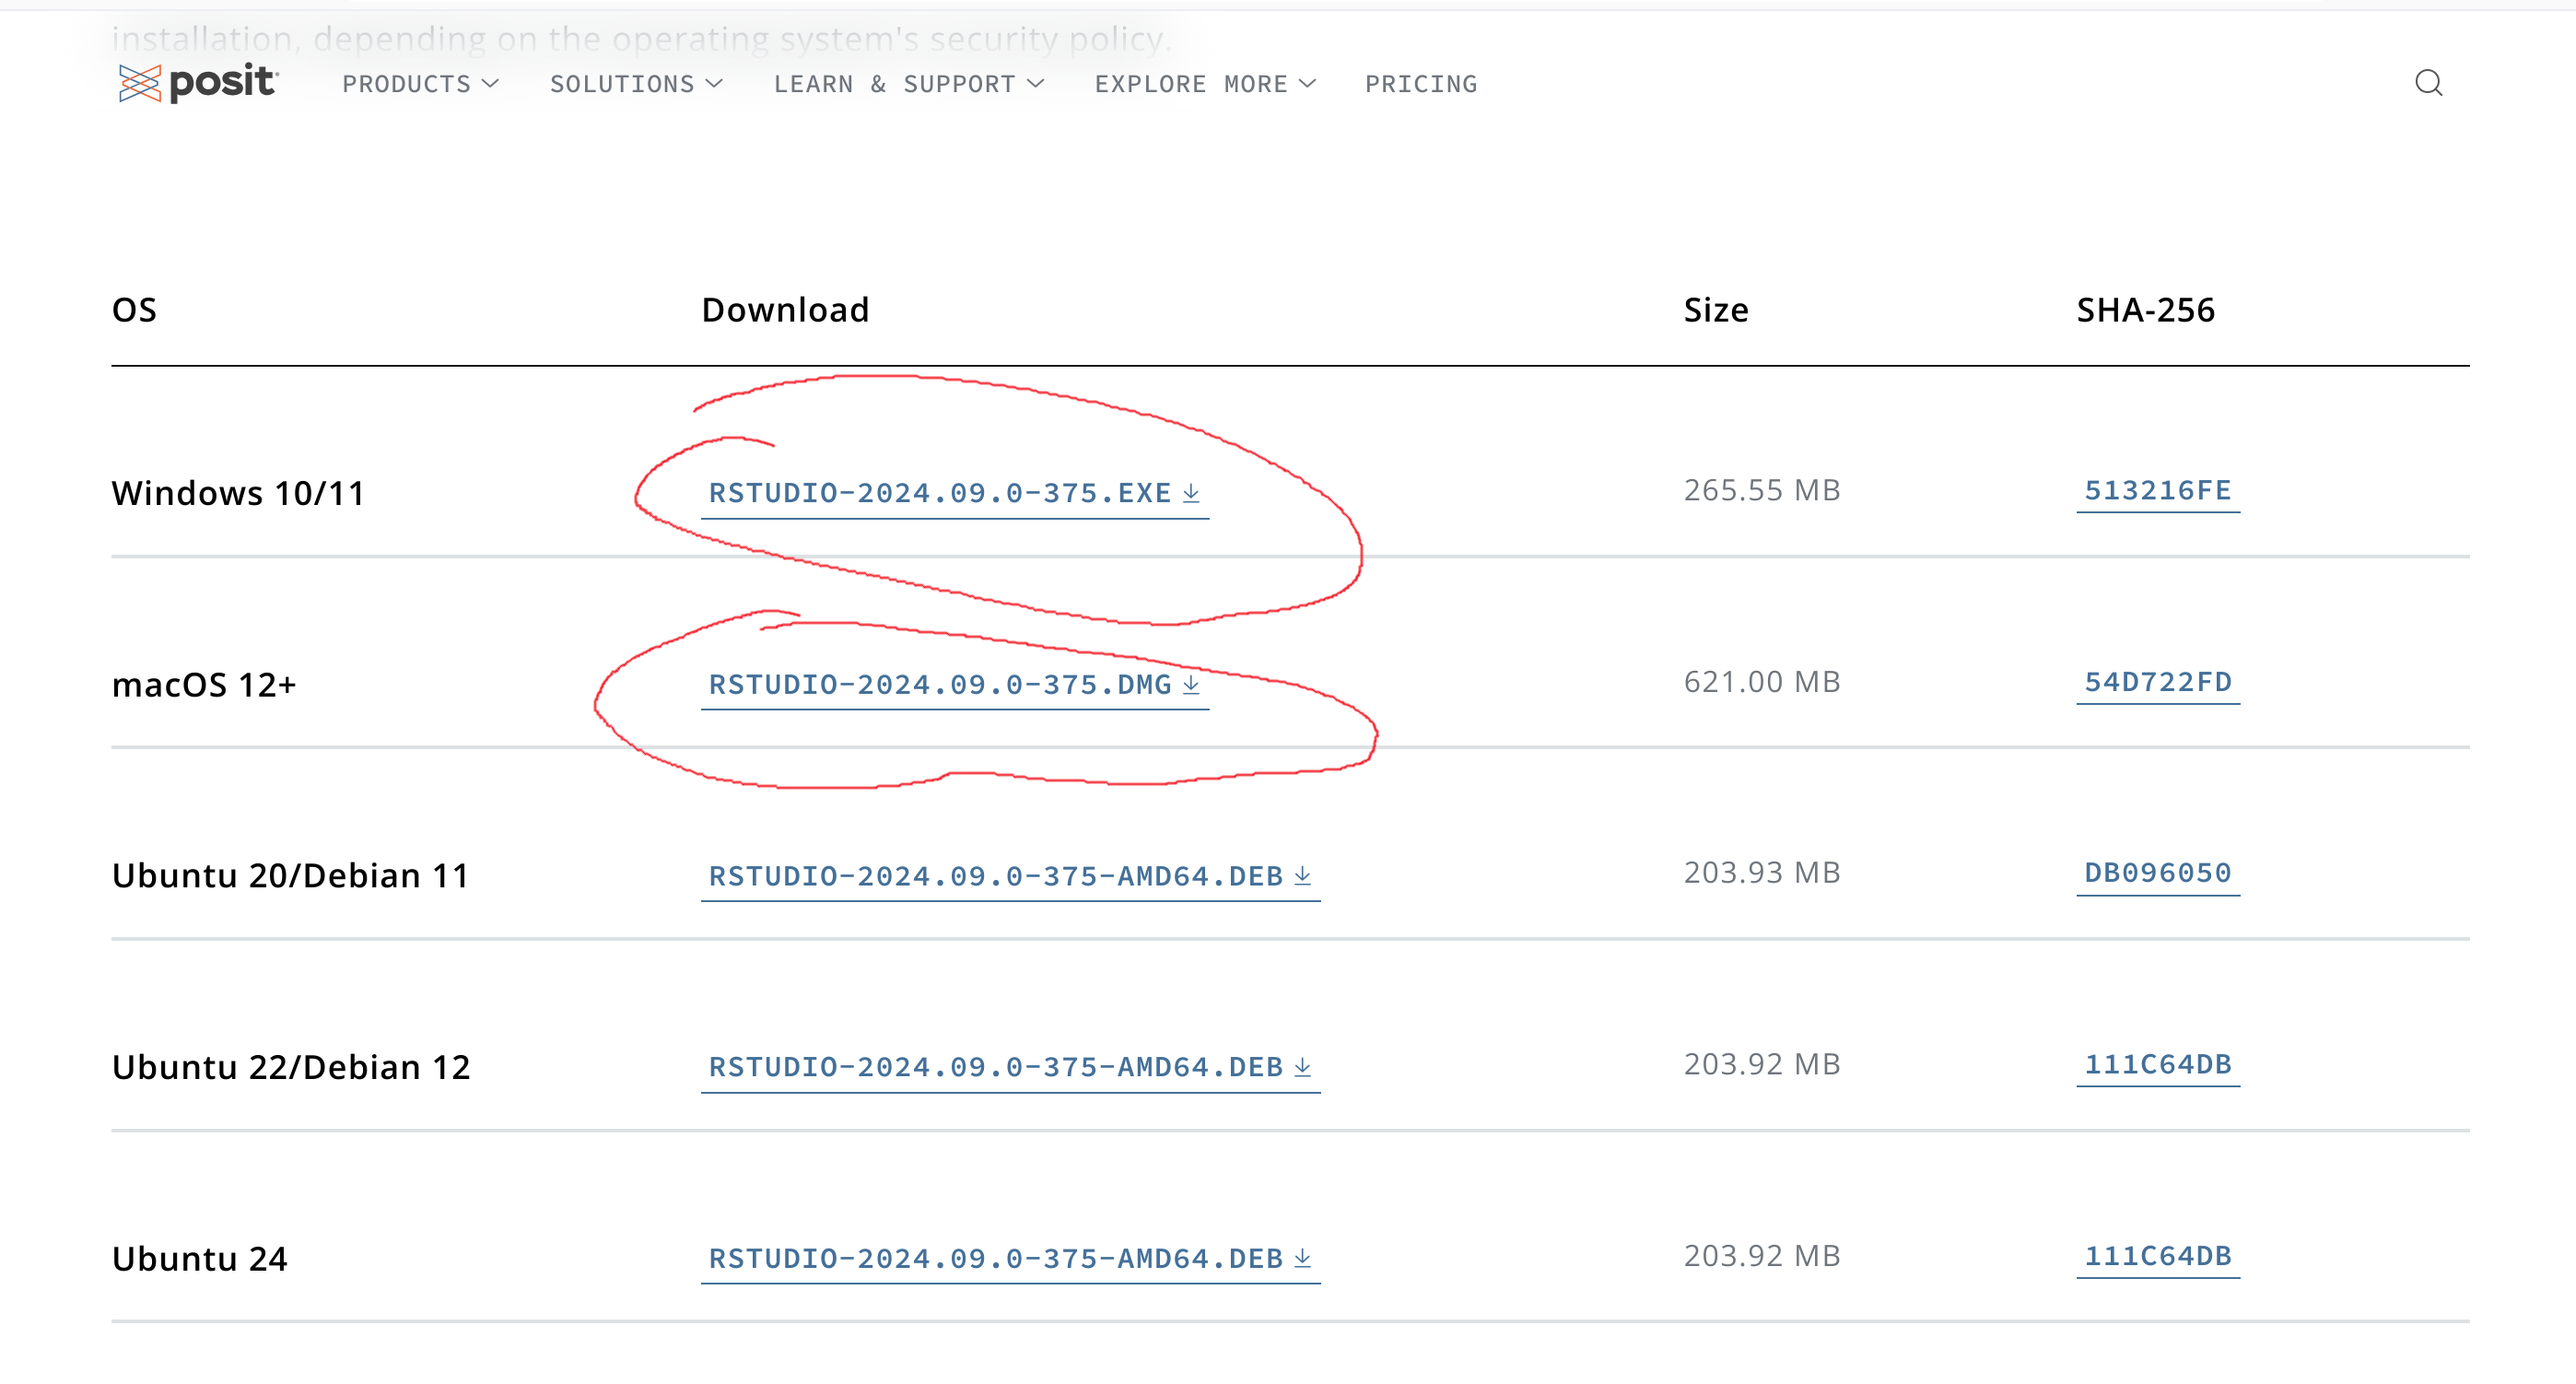 installation, depending on the operating system's security policy.
posit PRODUCTS SOLUTIONS LEARN & SUPPORT EXPLORE MORE PRICING
OS Download Size SHA-256
Windows 10/11 RSTUDIO-2024.09.0-375.EXE 265.55 MB 513216FE
macOS 12+ RSTUDIO-2024.09.0-375.DMG 621.00 MB 54D722FD
Ubuntu 20/Debian 11 RSTUDIO-2024.09.0-375-AMD64.DEB 203.93 MB DB096050
Ubuntu 22/Debian 12 RSTUDIO-2024.09.0-375-AMD64.DEB 203.92 MB 111C64DB
Ubuntu 24 RSTUDIO-2024.09.0-375-AMD64.DEB 203.92 MB 111C64DB